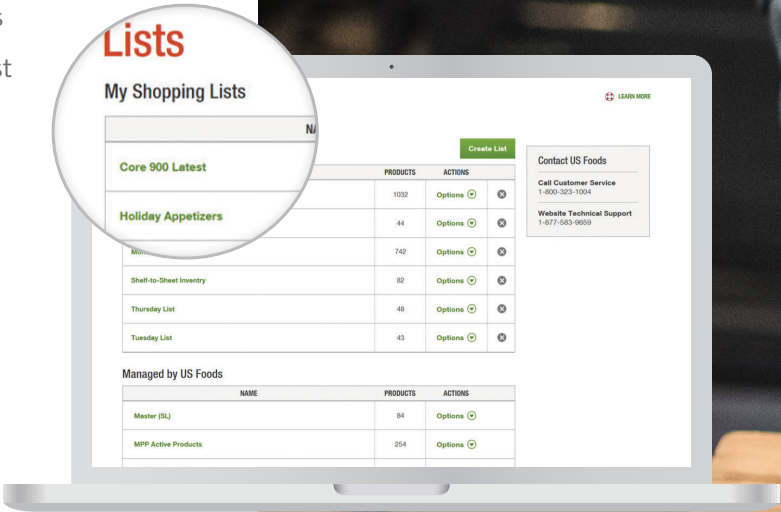 st
Lists
My Shopping Lists
LEARN MORE
Create List
Contact US Foods
PRODUCTS ACTIONS
Call Customer Service
1-800-323-1004
Core 900 Latest
1032 Options
Website Technical Support
1-877-583-9659
Holiday Appetizers
44 Options
742 Options
Shelf-to-Sheet Inventry 82 Options
Thursday List 48 Options
Tuesday List 43 Options
Managed by US Foods
NAME PRODUCTS ACTIONS
Master (SL) 84 Options
MPP Active Products 254 Options